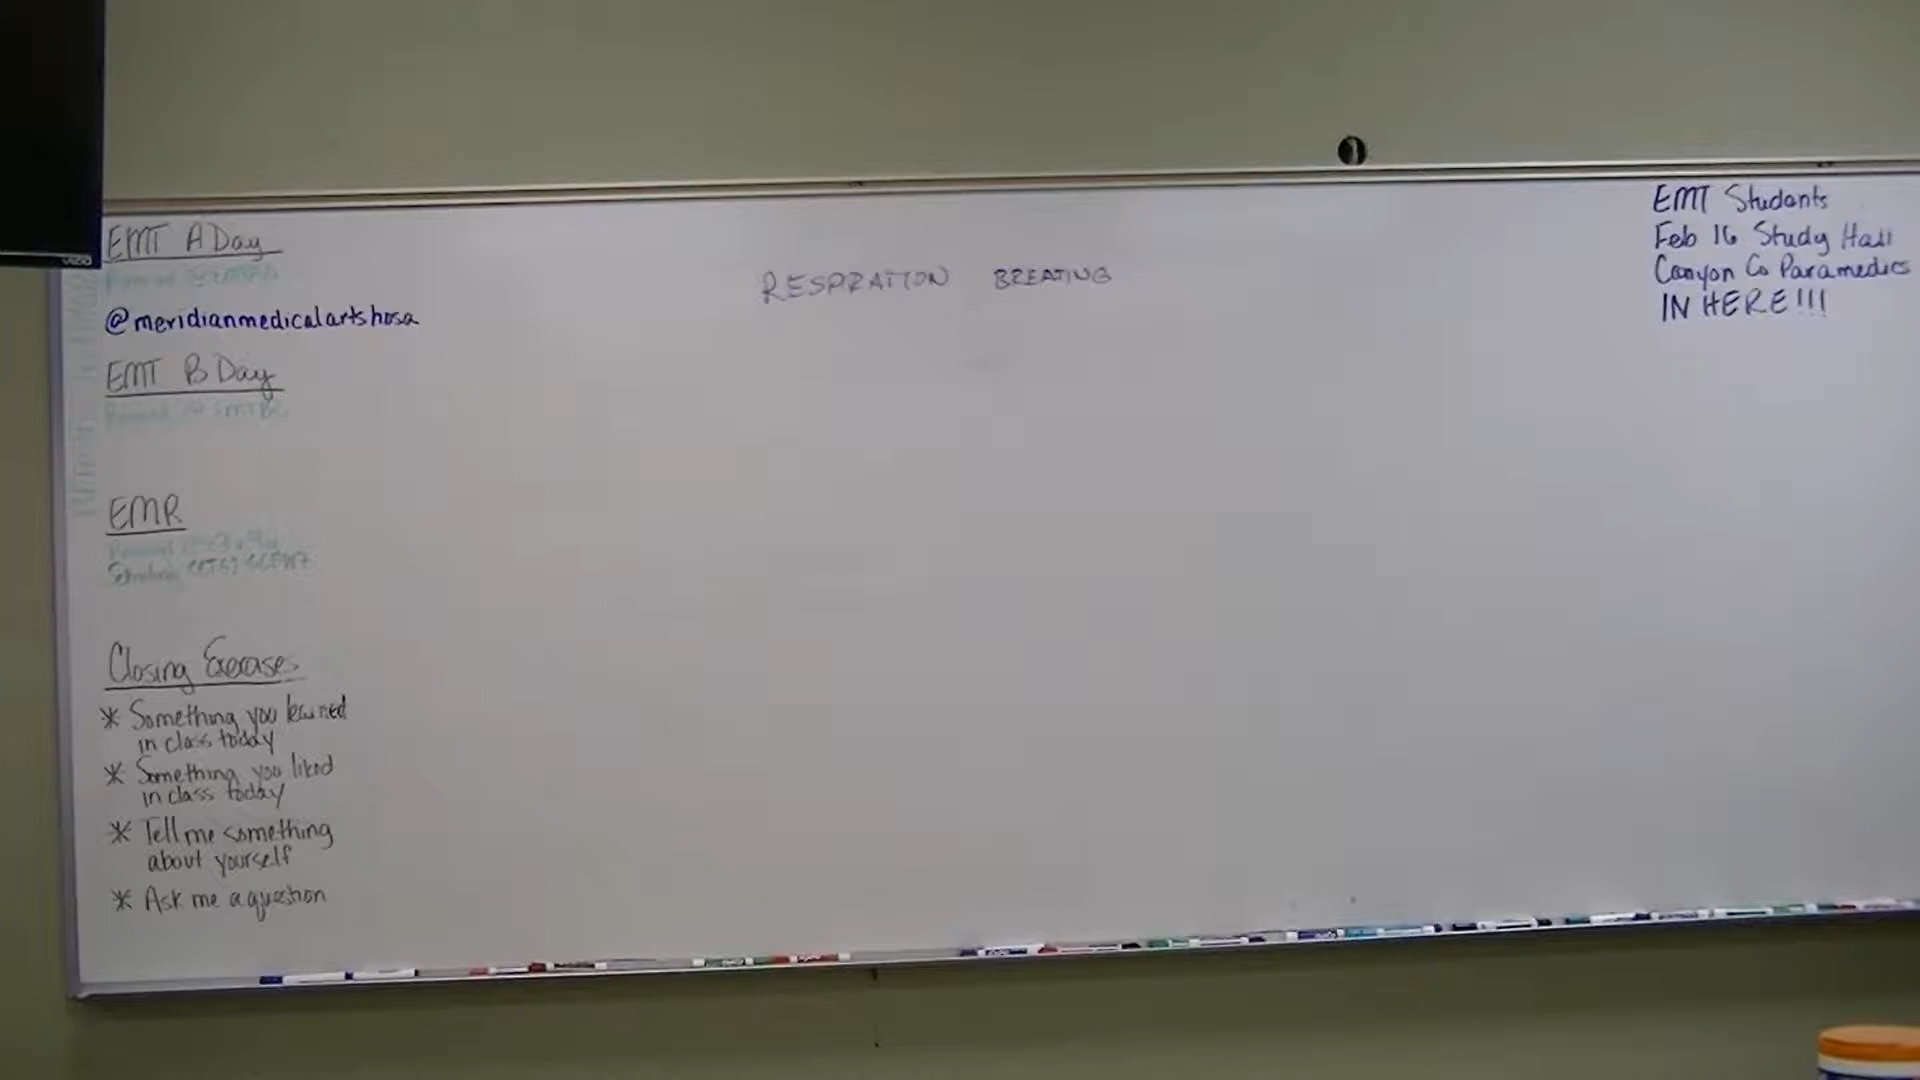 EMT A Day
@meridianmedicalartshosa
EMT B Day
EMR
Closing Exercises
* Something you learned
in class today
* Something you liked
in class today
* Tell me something
about yourself
* Ask me a question
RESPIRATION BREATING
EMT Students
Feb 16 Study Hall
Canyon Co Paramedics
IN HERE!!!
VIZIO